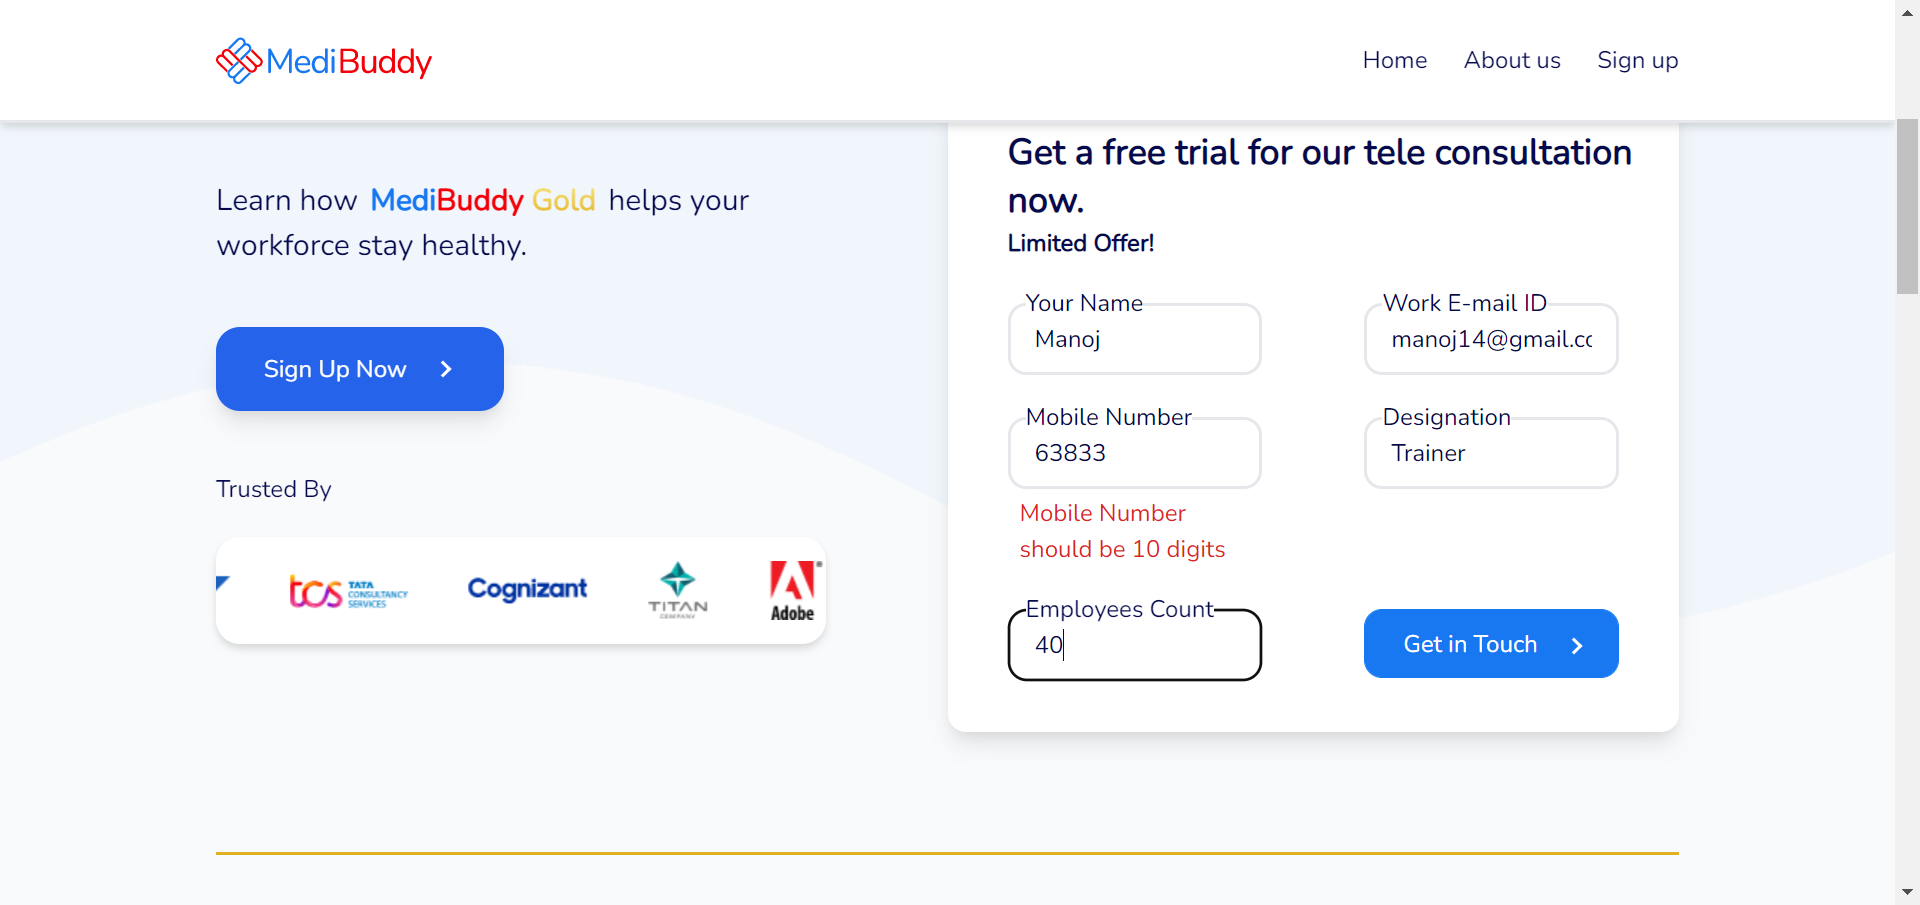 MediBuddy
Home
About us
Sign up
Learn how MediBuddy Gold helps your
workforce stay healthy.
Sign Up Now
Trusted By
tcs TATA
CONSULTANCY
SERVICES
Cognizant
TITAN
COMPANY
Adobe
Get a free trial for our tele consultation
now.
Limited Offer!
Your Name
Manoj
Work E-mail ID
manoj14@gmail.cc
Mobile Number
63833
Designation
Trainer
Mobile Number
should be 10 digits
Employees Count
40
Get in Touch